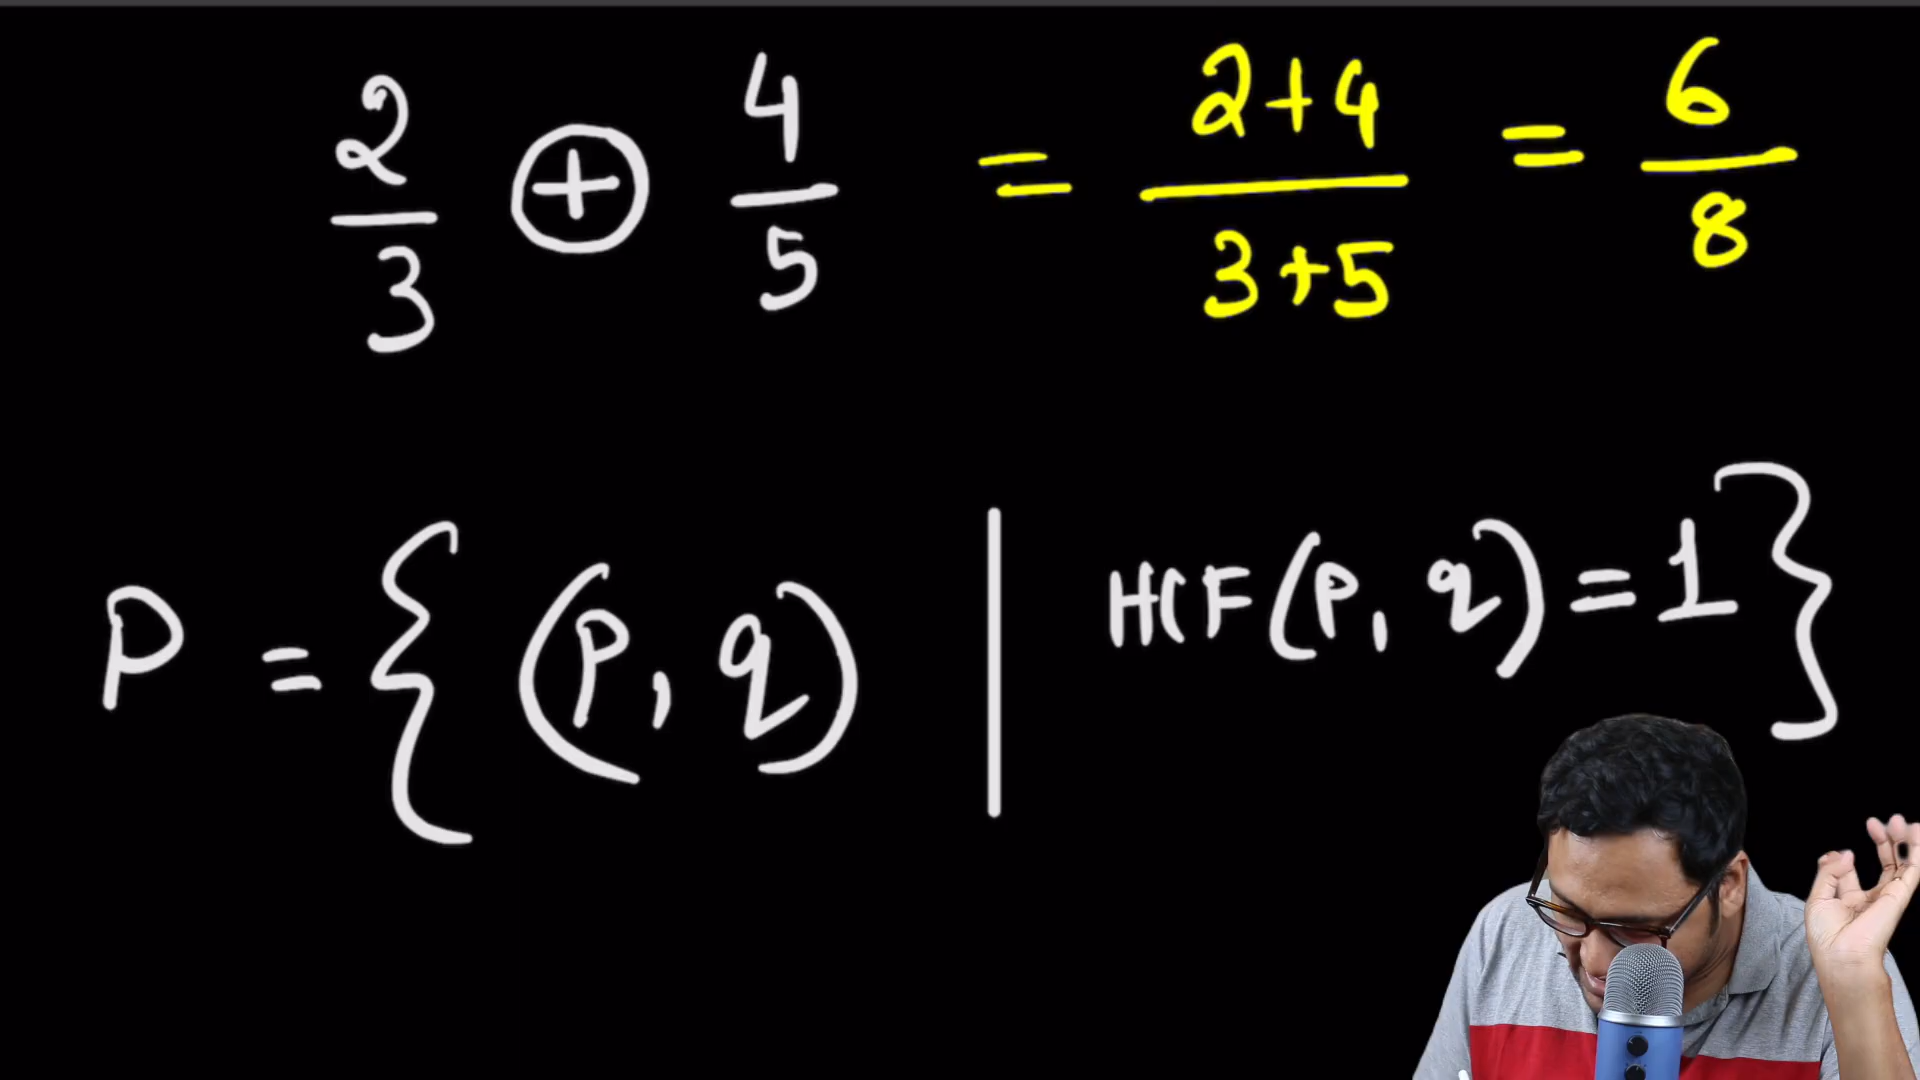 2/3 ⊕ 4/5 = 2+4/3+5 = 6/8
P = { (p, q) | HCF(p, q) = 1 }